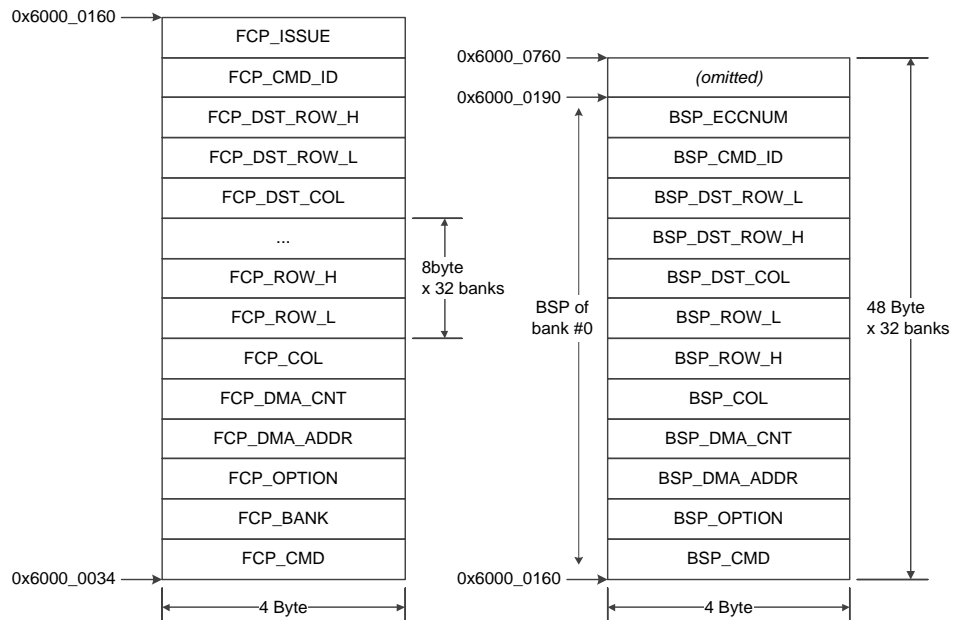 0x6000_0160
FCP_ISSUE
FCP_CMD_ID
FCP_DST_ROW_H
FCP_DST_ROW_L
FCP_DST_COL
...
FCP_ROW_H
FCP_ROW_L
FCP_COL
FCP_DMA_CNT
FCP_DMA_ADDR
FCP_OPTION
FCP_BANK
FCP_CMD
0x6000_0034
4 Byte
8byte
x 32 banks
0x6000_0760
(omitted)
0x6000_0190
BSP_ECCNUM
BSP_CMD_ID
BSP_DST_ROW_L
BSP_DST_ROW_H
BSP_DST_COL
BSP_ROW_L
BSP_ROW_H
BSP_COL
BSP_DMA_CNT
BSP_DMA_ADDR
BSP_OPTION
BSP_CMD
0x6000_0160
BSP of
bank #0
4 Byte
48 Byte
x 32 banks